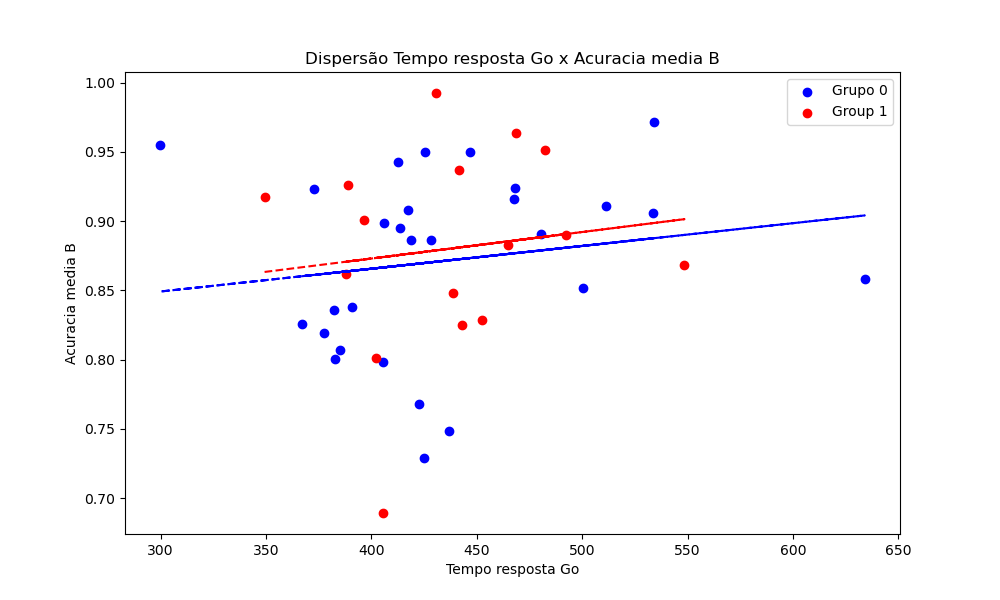 Dispersão Tempo resposta Go x Acuracia media B
Grupo 0
Group 1
Acuracia media B
1.00
0.95
0.90
0.85
0.80
0.75
0.70
300 350 400 450 500 550 600 650
Tempo resposta Go